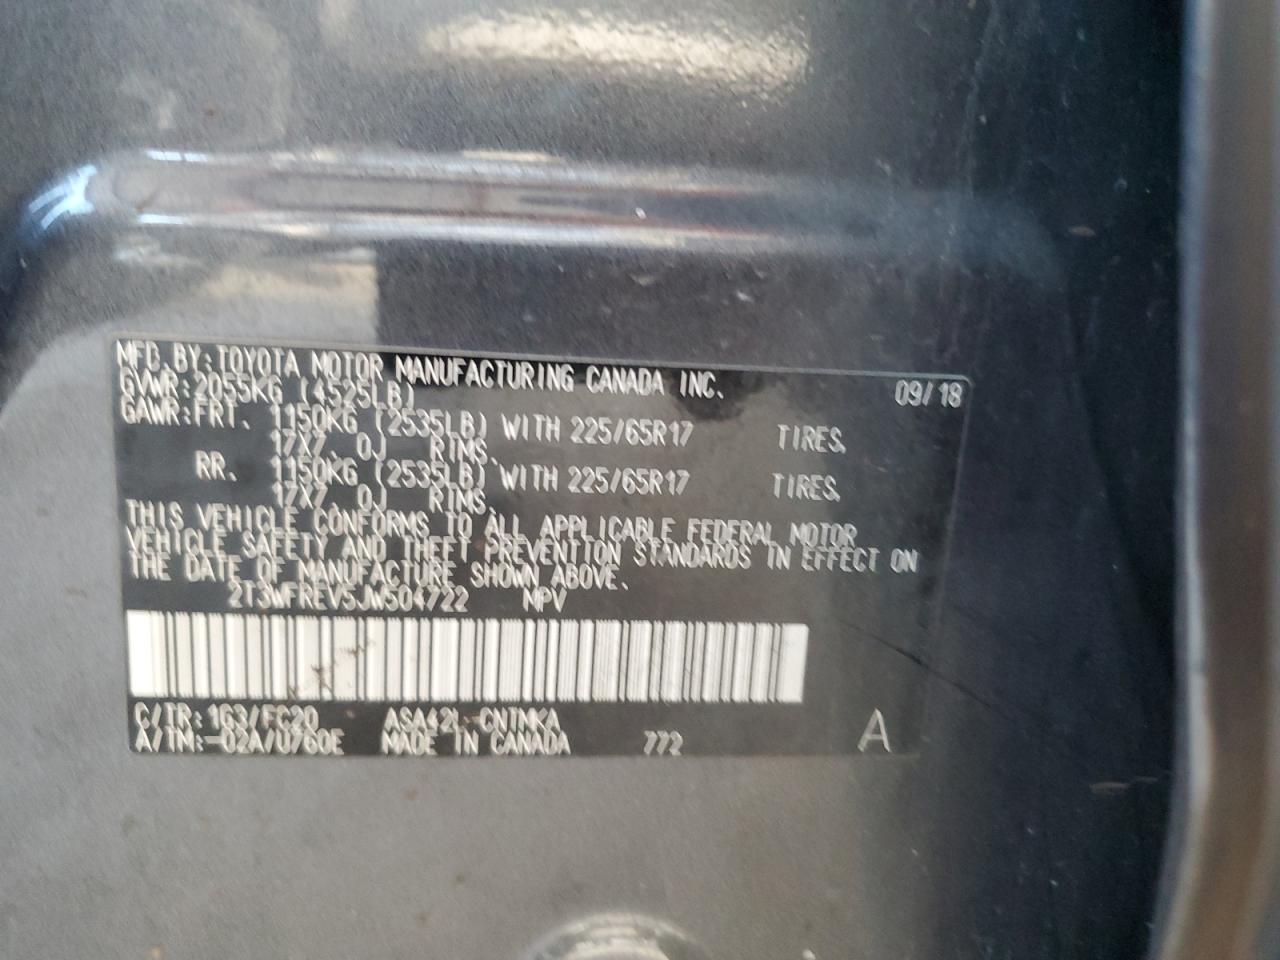 MFD. BY: TOYOTA MOTOR MANUFACTURING CANADA INC. 09/18
GVWR: 2055KG (4525LB)
GAWR: FRT. 1150KG (2535LB) WITH 225/65R17 TIRES,
17X7.0J RIMS.
RR. 1150KG (2535LB) WITH 225/65R17 TIRES,
17X7.0J RIMS.
THIS VEHICLE CONFORMS TO ALL APPLICABLE FEDERAL MOTOR
VEHICLE SAFETY AND THEFT PREVENTION STANDARDS IN EFFECT ON
THE DATE OF MANUFACTURE SHOWN ABOVE.
2T3WFREV5JW504722 MPV
C/TR: 1G3/FC20 ASA42L-CNTMKA
A/TM: -02A/U760E MADE IN CANADA 772 A